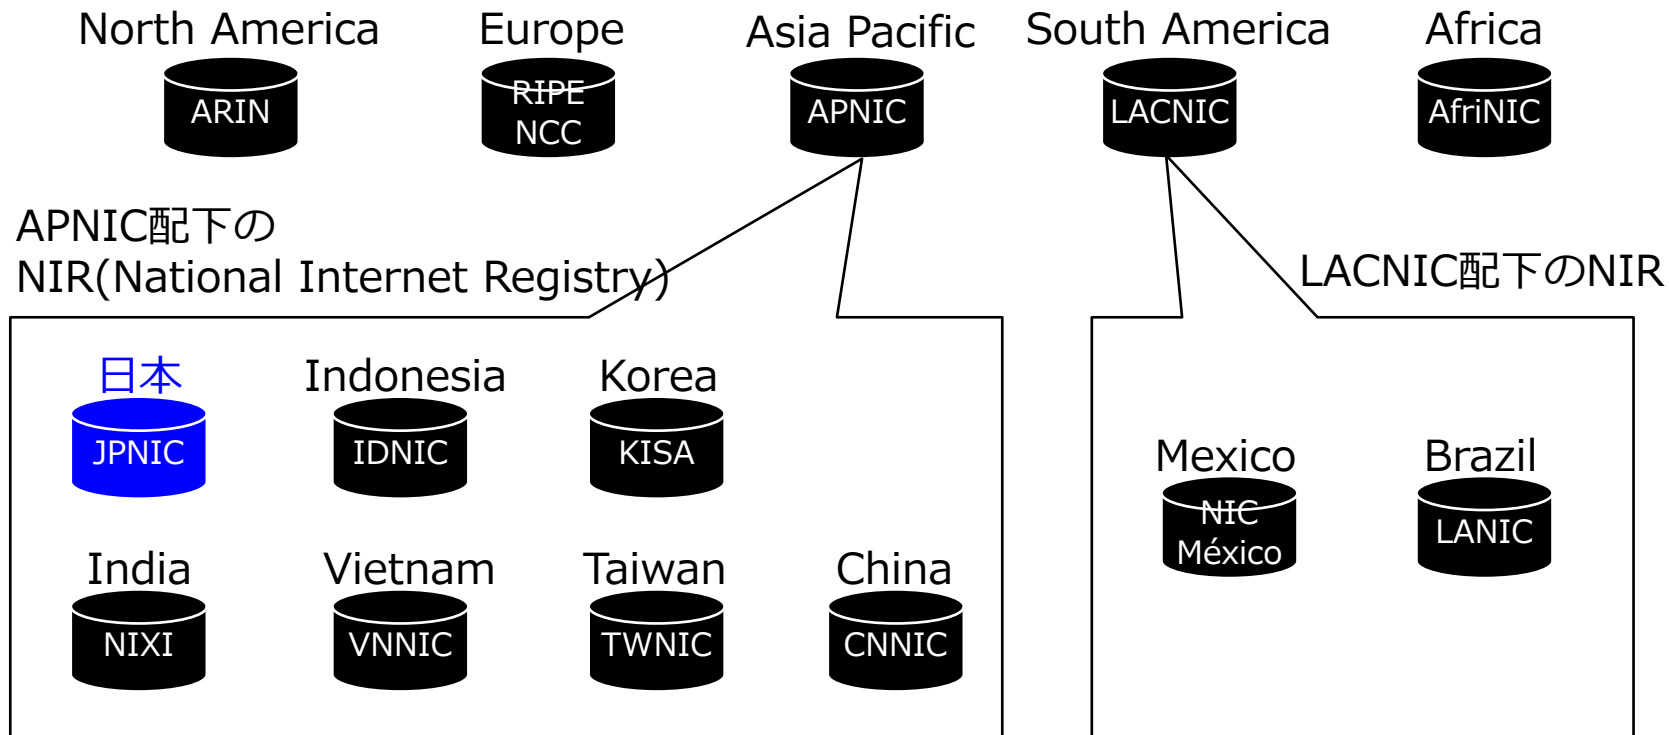 North America
Europe
Asia Pacific
South America
Africa
ARIN
RIPE
NCC
APNIC
LACNIC
AfriNIC
APNIC配下の
NIR(National Internet Registry)
LACNIC配下のNIR
日本
Indonesia
Korea
JPNIC
IDNIC
KISA
Mexico
Brazil
NIC
México
LANIC
India
Vietnam
Taiwan
China
NIXI
VNNIC
TWNIC
CNNIC